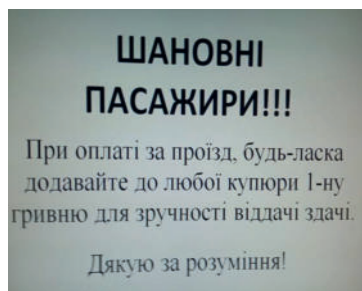 ШАНОВНІ
ПАСАЖИРИ!!!
При оплаті за проїзд, будь-ласка
додавайте до любої купюри 1-ну
гривню для зручності віддачі здачі.
Дякую за розуміння!